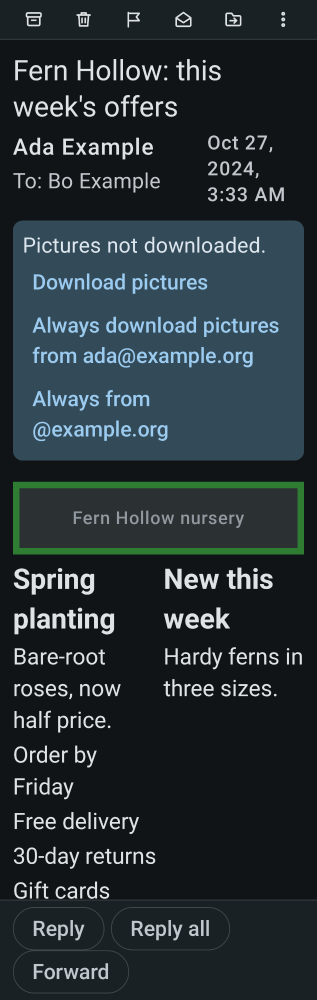 Fern Hollow: this
week's offers
Ada Example
To: Bo Example
Oct 27,
2024,
3:33 AM
Pictures not downloaded.
Download pictures
Always download pictures
from ada@example.org
Always from
@example.org
Fern Hollow nursery
Spring
planting
Bare-root
roses, now
half price.
Order by
Friday
Free delivery
30-day returns
Gift cards
New this
week
Hardy ferns in
three sizes.
Reply
Reply all
Forward